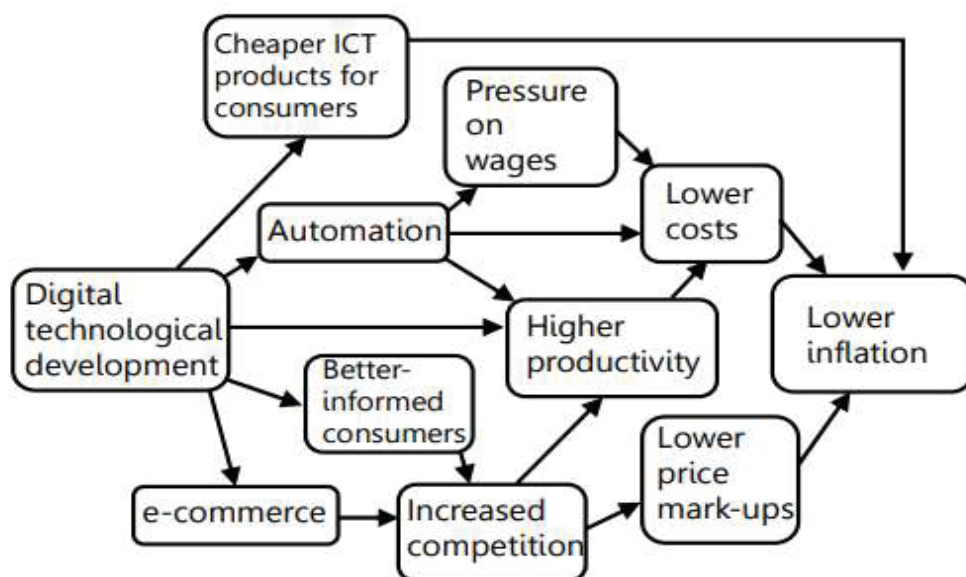 Cheaper ICT
products for
consumers
Pressure
on
wages
Lower
costs
Automation
Digital
technological
development
Higher
productivity
Lower
inflation
Better-
informed
consumers
Lower
price
mark-ups
e-commerce
Increased
competition